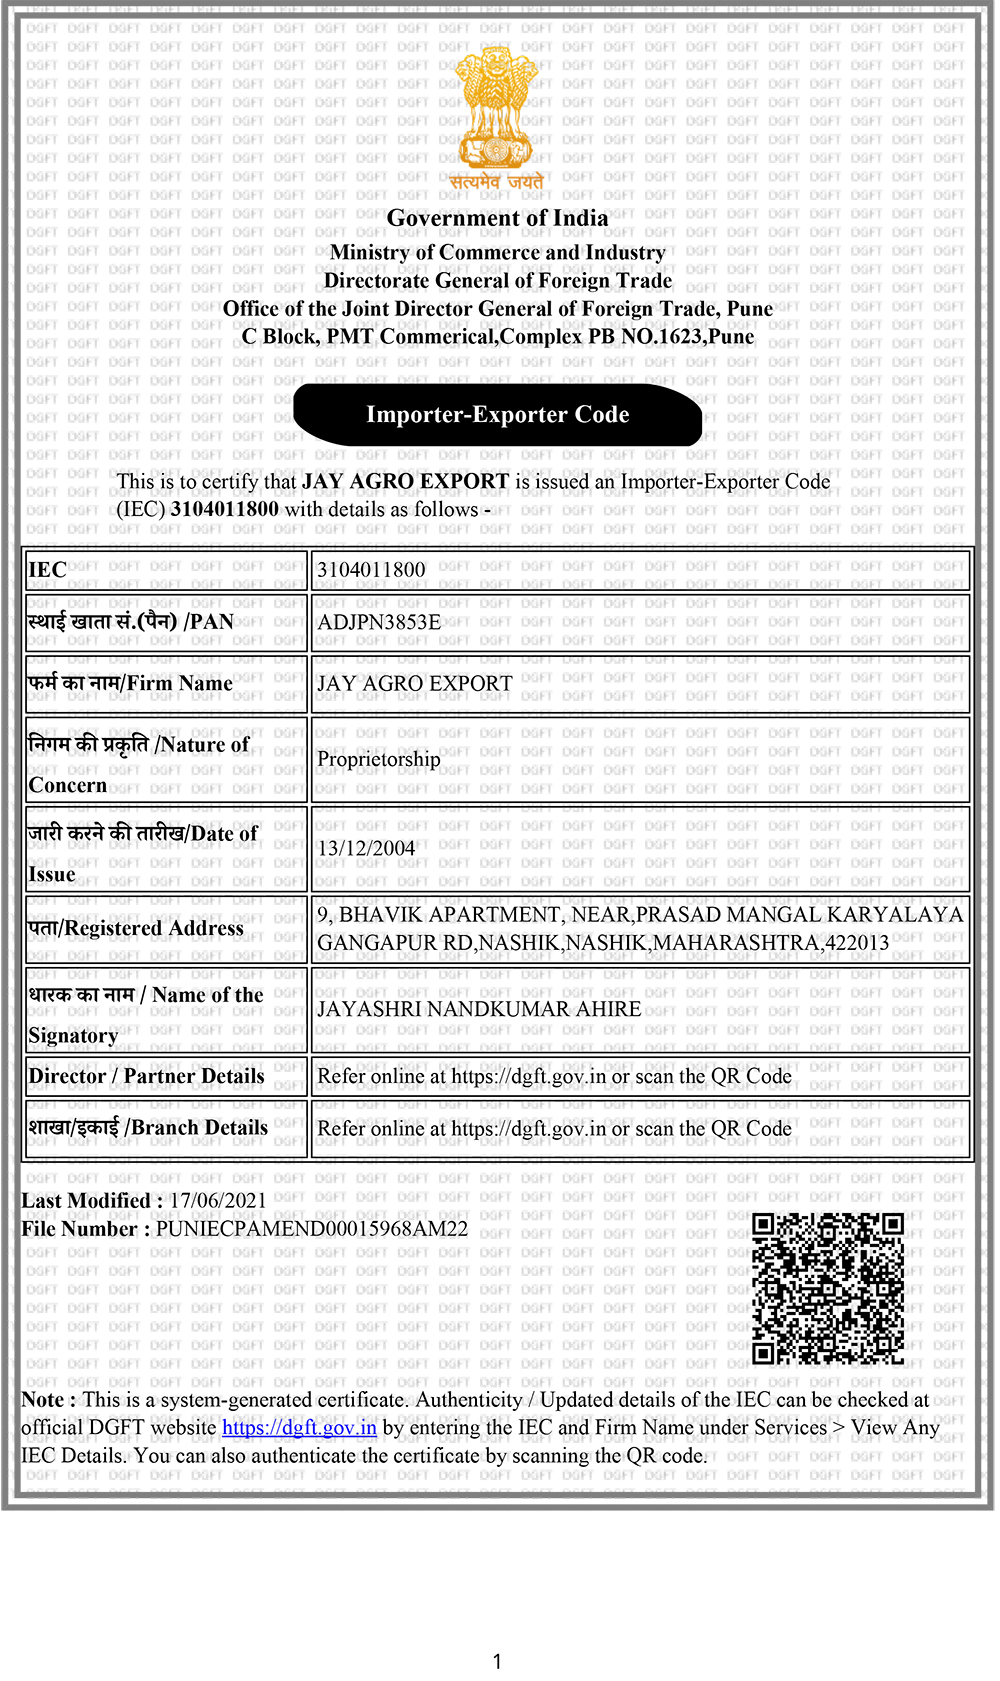 सत्यमेव जयते
Government of India
Ministry of Commerce and Industry
Directorate General of Foreign Trade
Office of the Joint Director General of Foreign Trade, Pune
C Block, PMT Commerical,Complex PB NO.1623,Pune
Importer-Exporter Code
This is to certify that JAY AGRO EXPORT is issued an Importer-Exporter Code
(IEC) 3104011800 with details as follows -
IEC 3104011800
स्थाई खाता सं.(पैन) /PAN ADJPN3853E
फर्म का नाम/Firm Name JAY AGRO EXPORT
निगम की प्रकृति /Nature of
Concern
Proprietorship
जारी करने की तारीख/Date of
Issue
13/12/2004
पता/Registered Address
9, BHAVIK APARTMENT, NEAR,PRASAD MANGAL KARYALAYA
GANGAPUR RD,NASHIK,NASHIK,MAHARASHTRA,422013
धारक का नाम / Name of the
Signatory
JAYASHRI NANDKUMAR AHIRE
Director / Partner Details Refer online at https://dgft.gov.in or scan the QR Code
शाखा/इकाई /Branch Details Refer online at https://dgft.gov.in or scan the QR Code
Last Modified : 17/06/2021
File Number : PUNIECPAMEND00015968AM22
Note : This is a system-generated certificate. Authenticity / Updated details of the IEC can be checked at
official DGFT website https://dgft.gov.in by entering the IEC and Firm Name under Services > View Any
IEC Details. You can also authenticate the certificate by scanning the QR code.
1